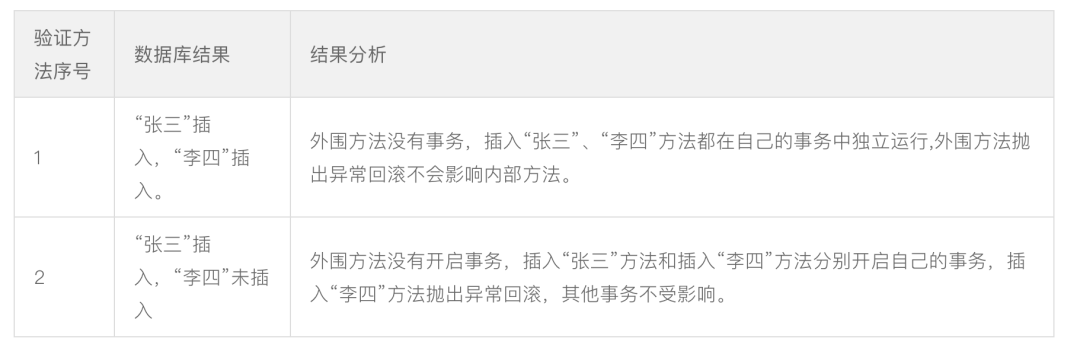 验证方
法序号
数据库结果
结果分析
1
“张三”插
入，“李四”插
入。
外围方法没有事务，插入“张三”、“李四”方法都在自己的事务中独立运行,外围方法抛
出异常回滚不会影响内部方法。
2
“张三”插
入，“李四”未插
入
外围方法没有开启事务，插入“张三”方法和插入“李四”方法分别开启自己的事务，插
入“李四”方法抛出异常回滚，其他事务不受影响。